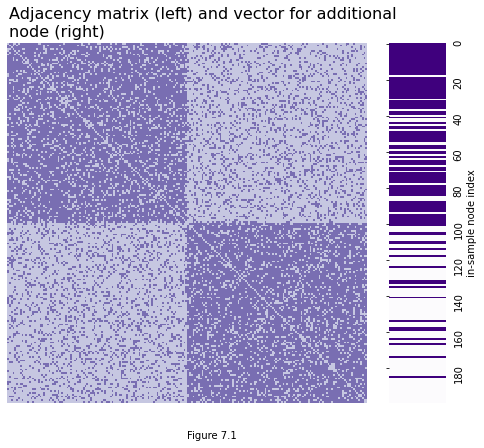 Adjacency matrix (left) and vector for additional
node (right)
0
20
40
60
80
100
120
140
160
180
in-sample node index
Figure 7.1